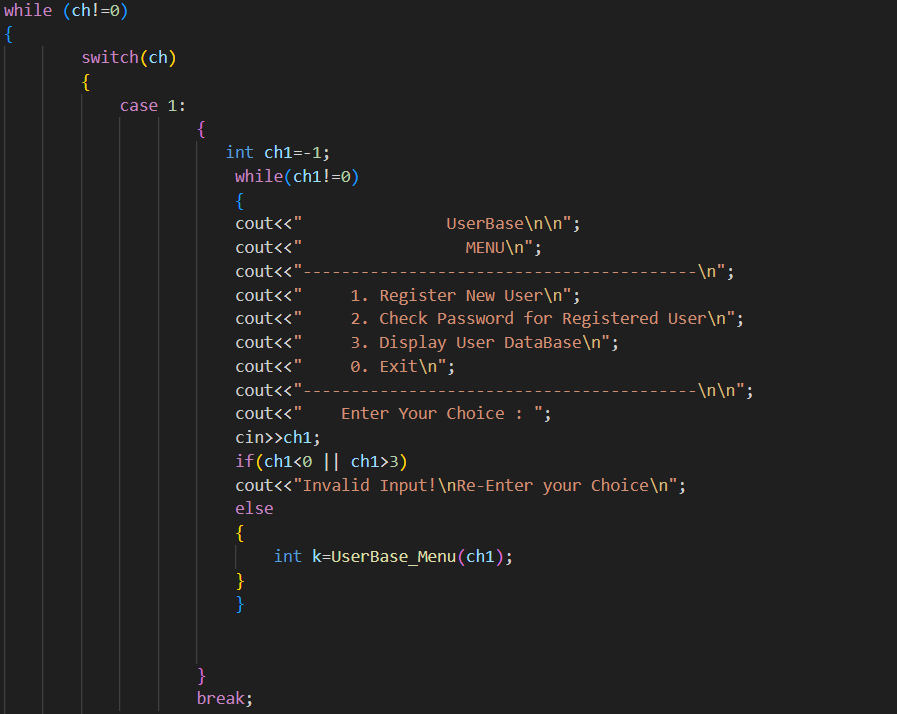 while (ch!=0)
{
switch(ch)
{
case 1:
{
int ch1=-1;
while(ch1!=0)
{
cout<<"               UserBase\n\n";
cout<<"                 MENU\n";
cout<<"-----------------------------------------\n";
cout<<"     1. Register New User\n";
cout<<"     2. Check Password for Registered User\n";
cout<<"     3. Display User DataBase\n";
cout<<"     0. Exit\n";
cout<<"-----------------------------------------\n\n";
cout<<"    Enter Your Choice : ";
cin>>ch1;
if(ch1<0 || ch1>3)
cout<<"Invalid Input!\nRe-Enter your Choice\n";
else
{
int k=UserBase_Menu(ch1);
}
}
}
break;